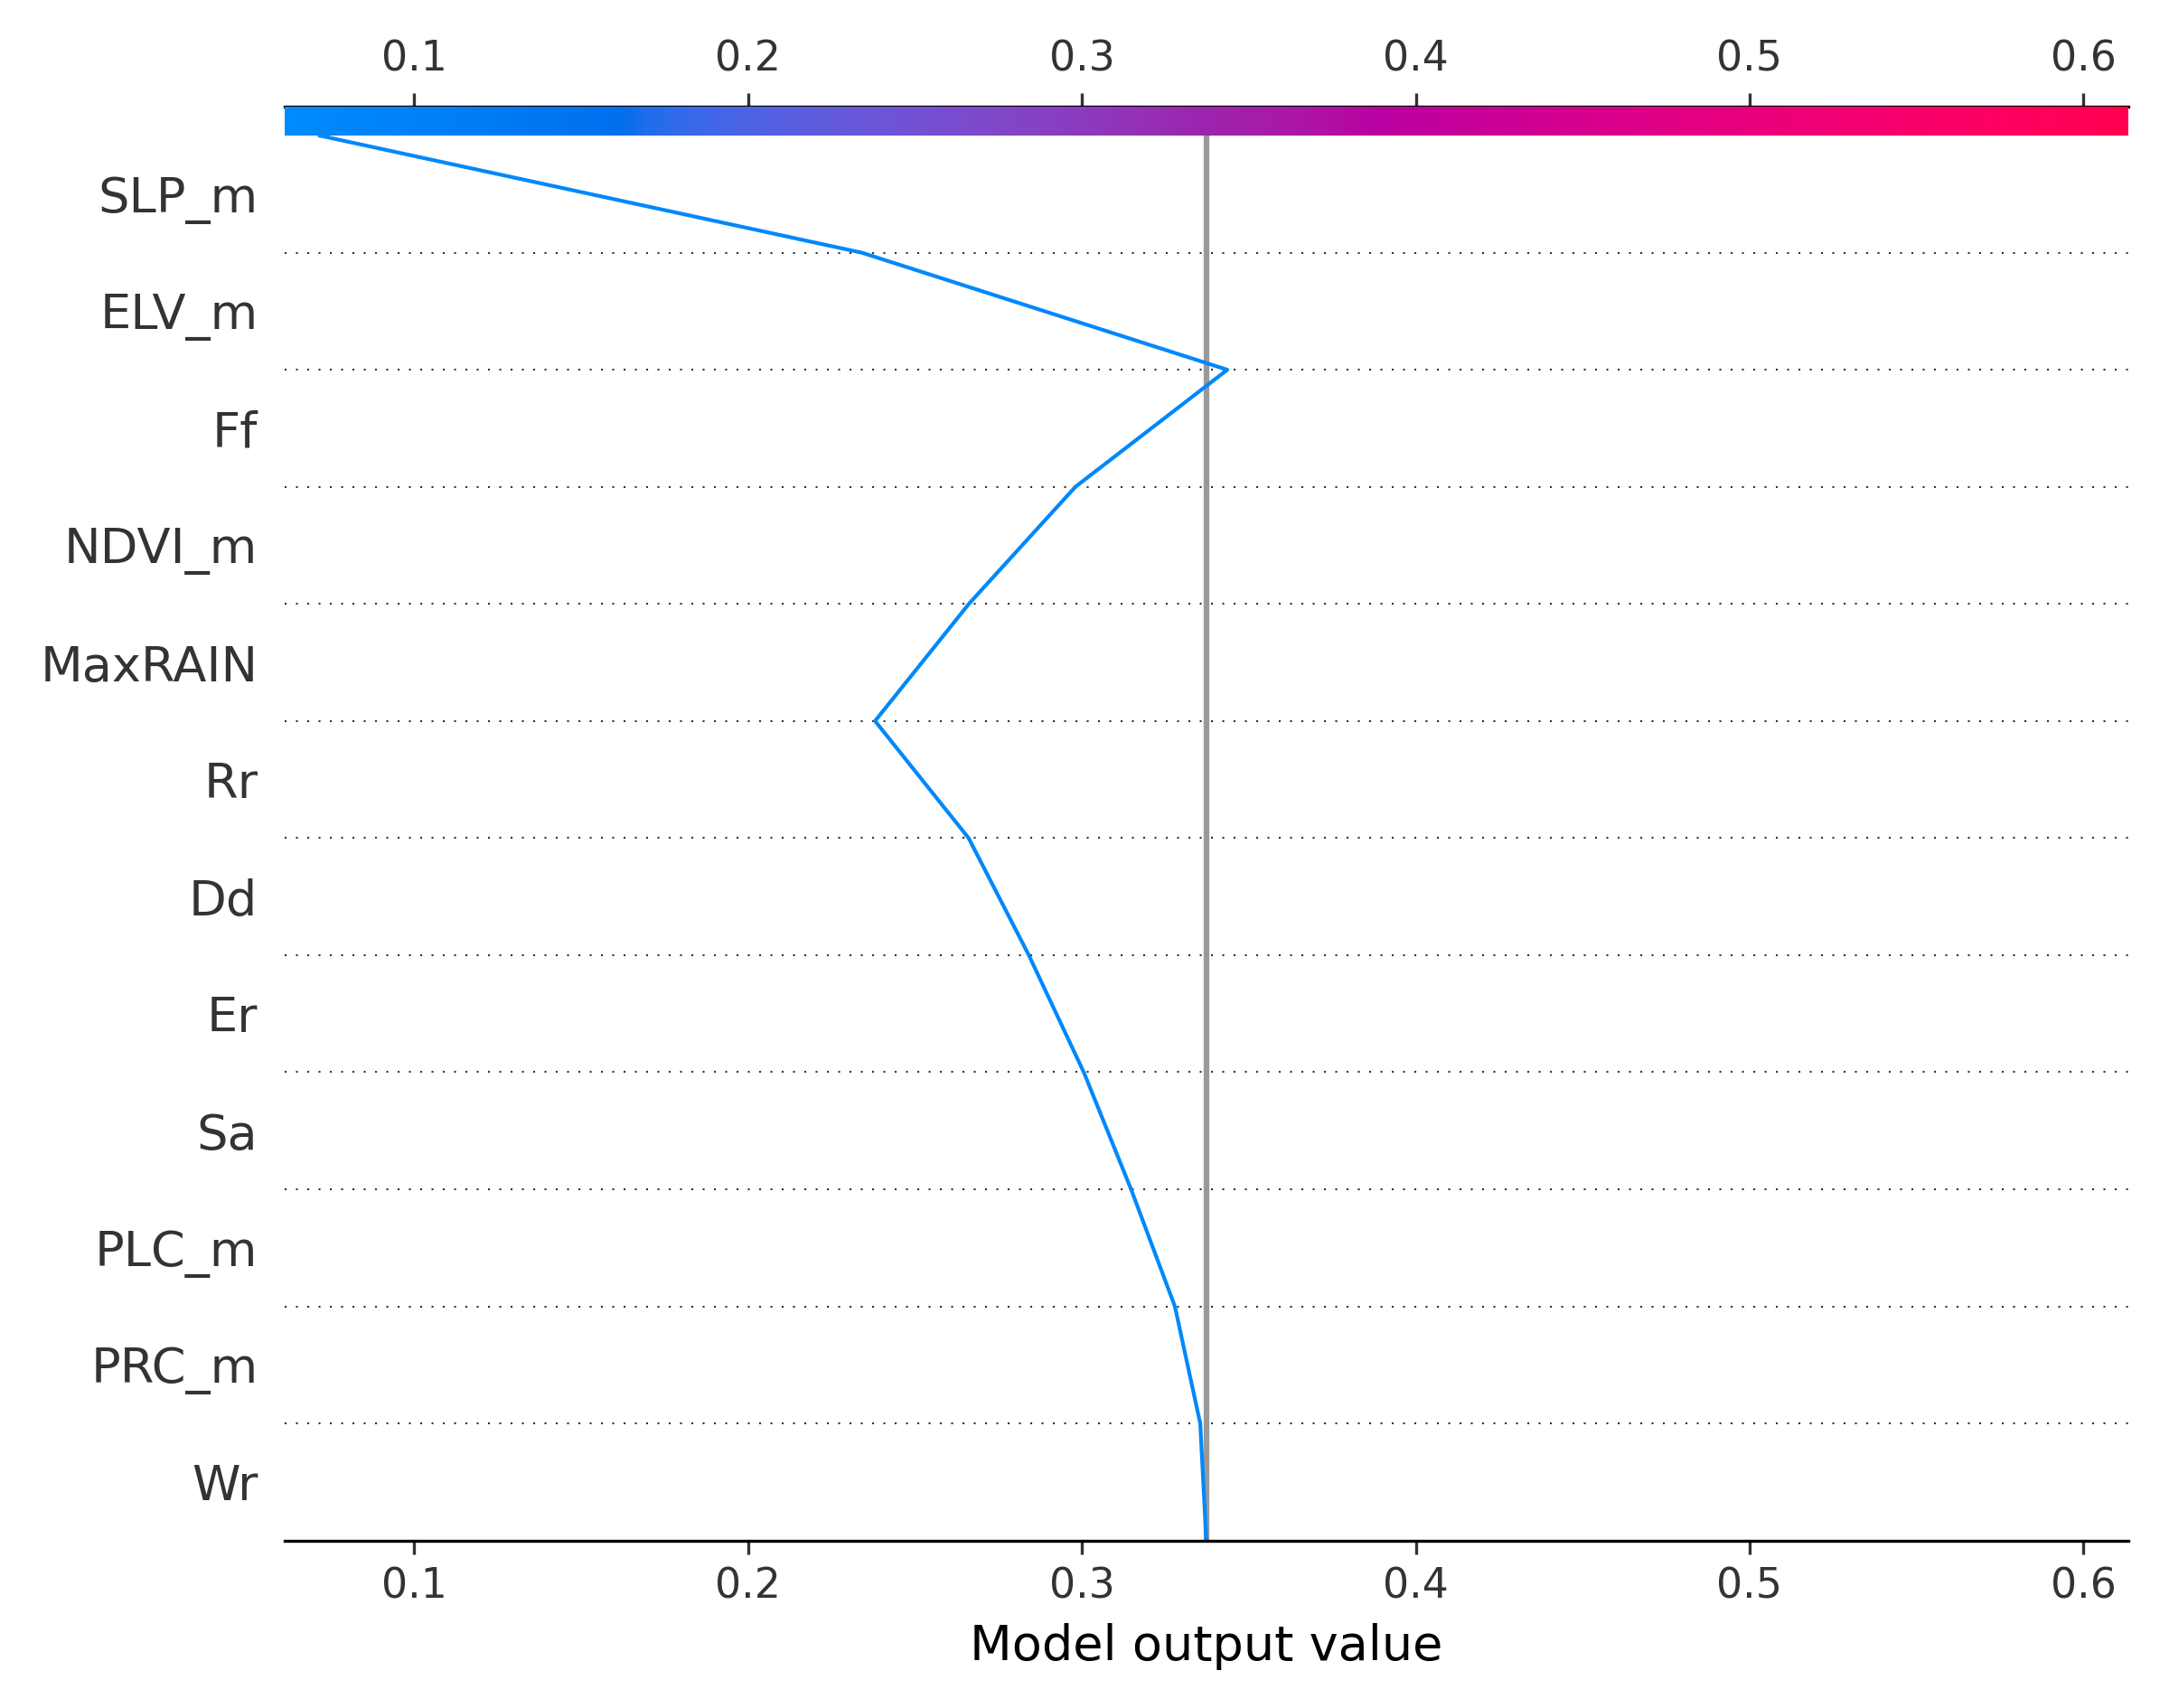 0.1 0.2 0.3 0.4 0.5 0.6
SLP_m
ELV_m
Ff
NDVI_m
MaxRAIN
Rr
Dd
Er
Sa
PLC_m
PRC_m
Wr
0.1 0.2 0.3 0.4 0.5 0.6
Model output value